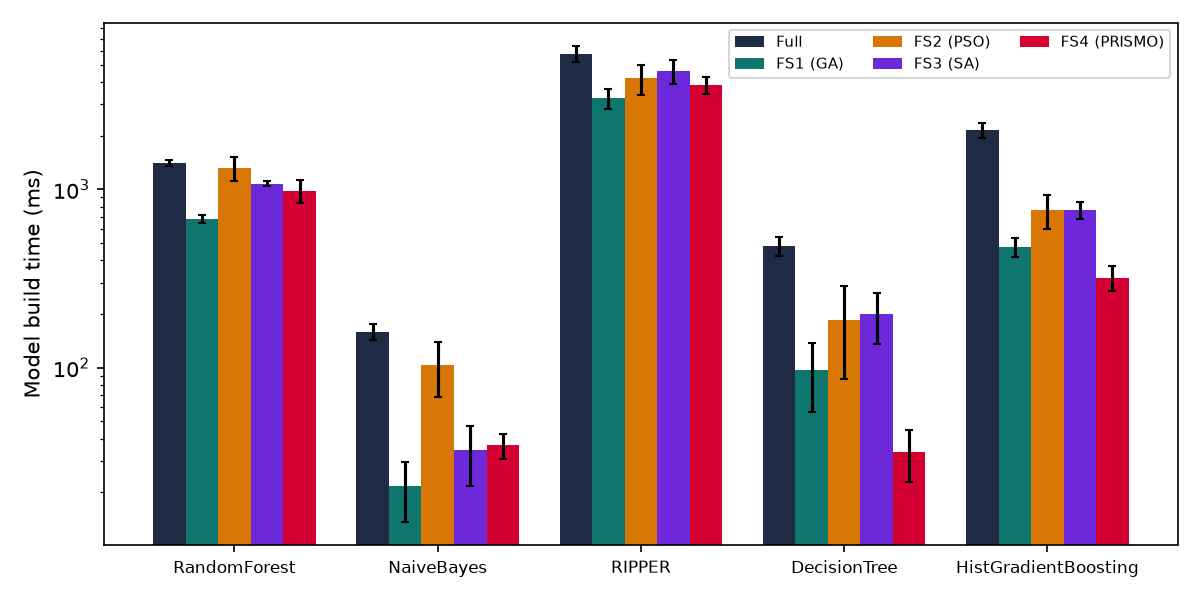 Model build time (ms)
10³
10²
Full
FS1 (GA)
FS2 (PSO)
FS3 (SA)
FS4 (PRISMO)
RandomForest
NaiveBayes
RIPPER
DecisionTree
HistGradientBoosting